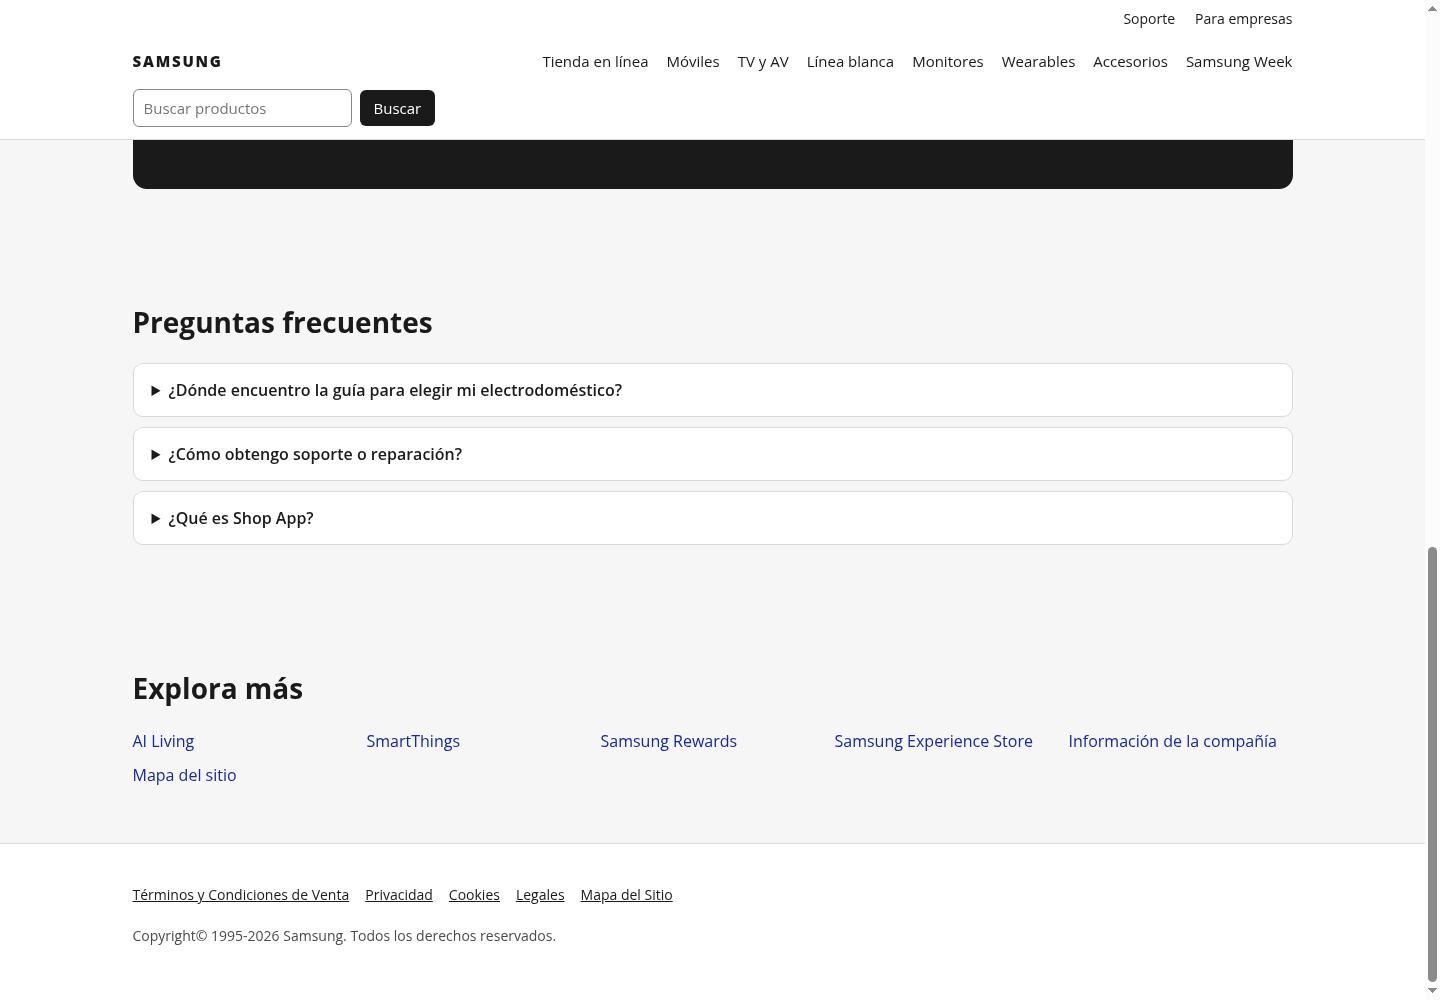 Soporte Para empresas
SAMSUNG Tienda en línea Móviles TV y AV Línea blanca Monitores Wearables Accesorios Samsung Week
Buscar productos Buscar
Preguntas frecuentes
¿Dónde encuentro la guía para elegir mi electrodoméstico?
¿Cómo obtengo soporte o reparación?
¿Qué es Shop App?
Explora más
AI Living SmartThings Samsung Rewards Samsung Experience Store Información de la compañía
Mapa del sitio
Términos y Condiciones de Venta Privacidad Cookies Legales Mapa del Sitio
Copyright© 1995-2026 Samsung. Todos los derechos reservados.